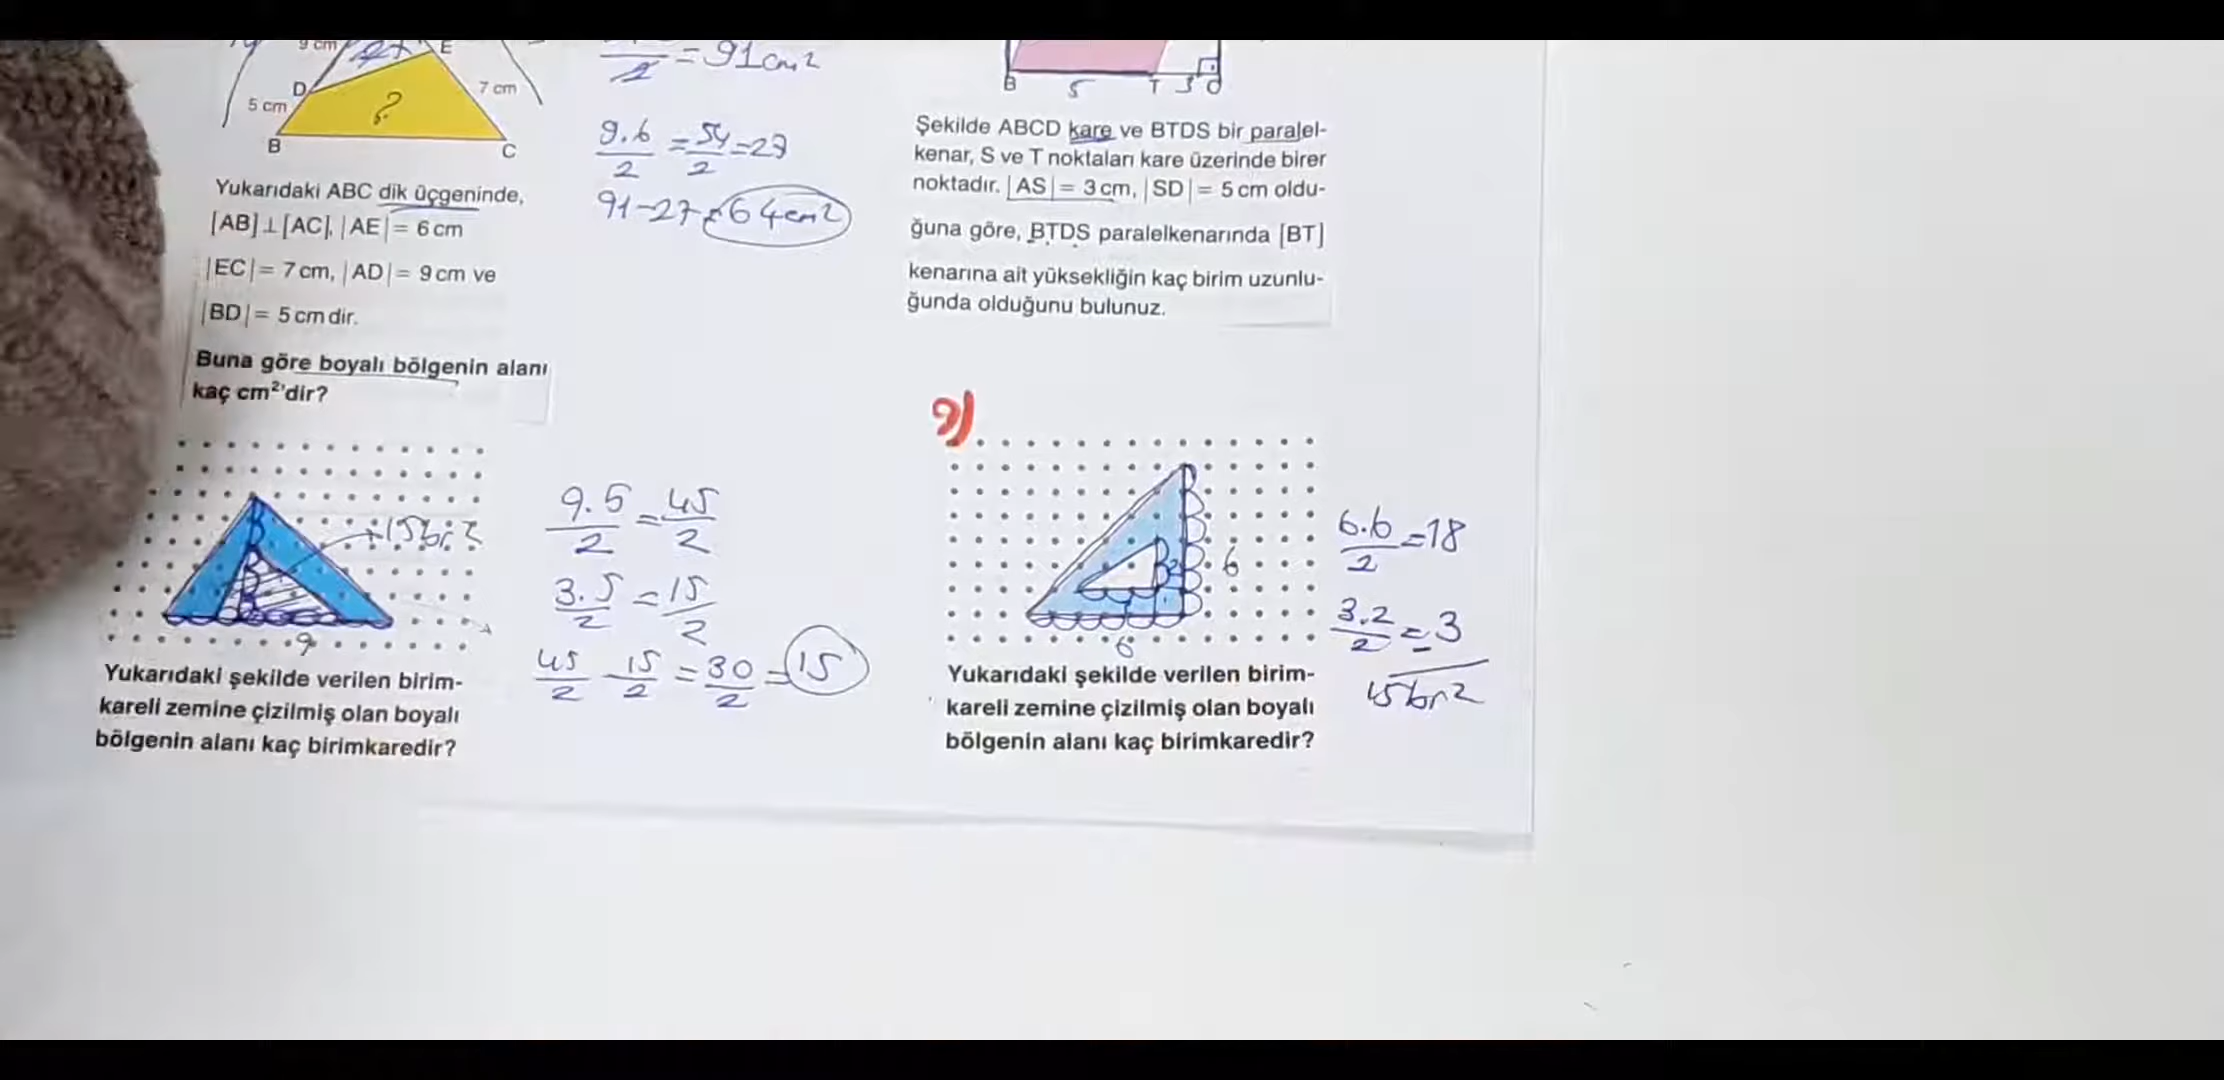 9 cm
E
D
7 cm
5 cm
?
B
C
Yukarıdaki ABC dik üçgeninde,
[AB]⊥[AC], |AE|= 6 cm
|EC|= 7 cm, |AD|= 9 cm ve
|BD|= 5 cm dir.
Buna göre boyalı bölgenin alanı
kaç cm²'dir?
2 = 91 cm2
9.6/2 = 54/2 = 27
91-27 = 64 cm2
B 5 T 3
Şekilde ABCD kare ve BTDS bir paralel-
kenar, S ve T noktaları kare üzerinde birer
noktadır. |AS|= 3 cm, |SD|= 5 cm oldu-
ğuna göre, BTDS paralelkenarında [BT]
kenarına ait yüksekliğin kaç birim uzunlu-
ğunda olduğunu bulunuz.
15br2
9
Yukarıdaki şekilde verilen birim-
kareli zemine çizilmiş olan boyalı
bölgenin alanı kaç birimkaredir?
9.5/2 = 45/2
3.5/2 = 15/2
45/2 - 15/2 = 30/2 = 15
9)
6
6
Yukarıdaki şekilde verilen birim-
kareli zemine çizilmiş olan boyalı
bölgenin alanı kaç birimkaredir?
6.6/2 = 18
3.2/2 = 3
15br2